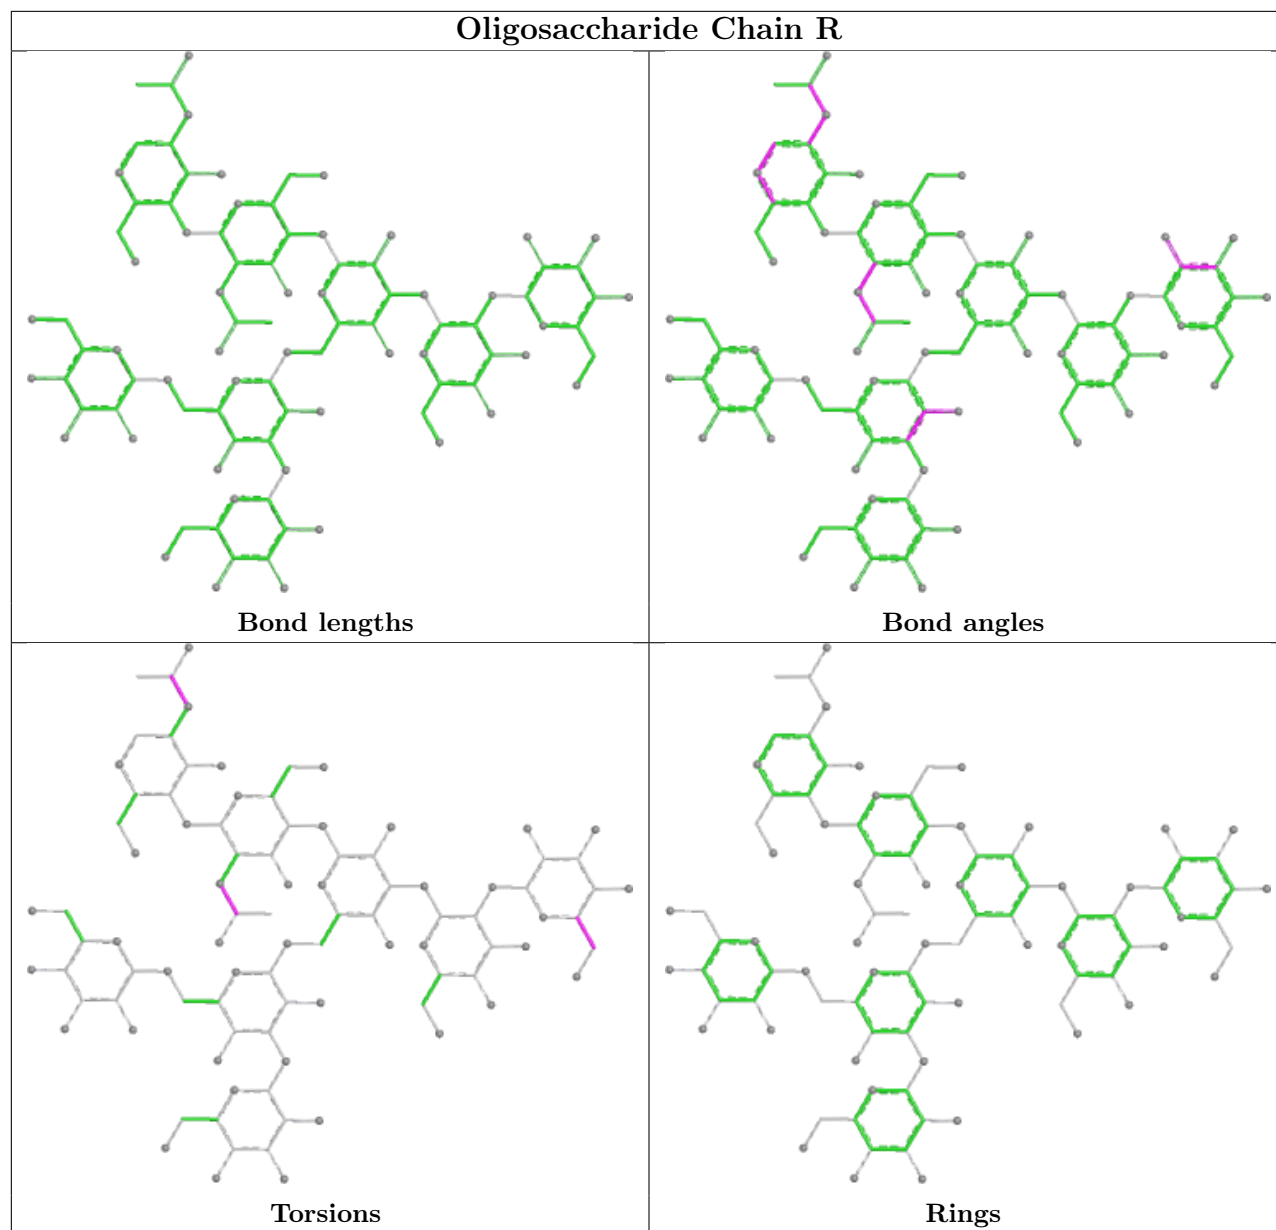 Oligosaccharide Chain R
Bond lengths
Bond angles
Torsions
Rings